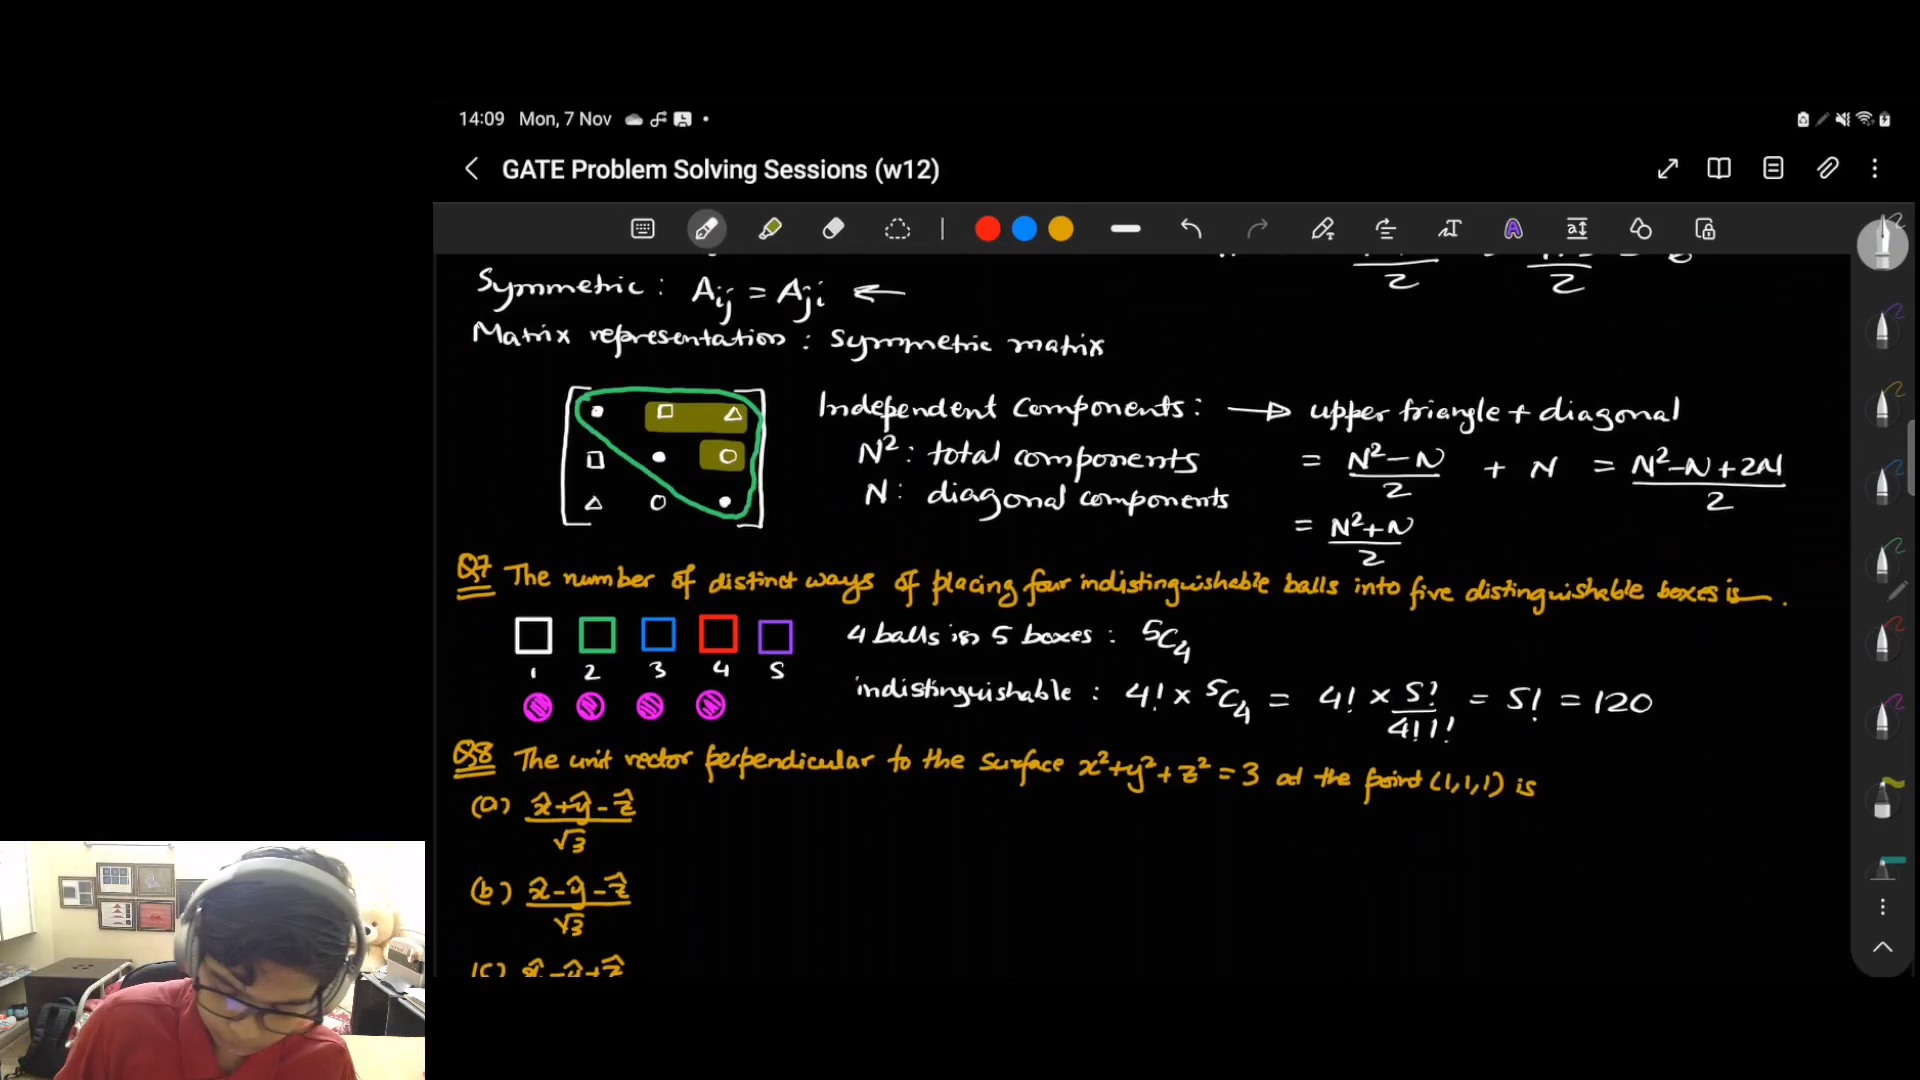 14:09 Mon, 7 Nov
GATE Problem Solving Sessions (w12)
Symmetric : Aij = Aji ←
2 2
Matrix representation : Symmetric matrix
Independent Components : → upper triangle + diagonal
N² : total components = N²-N/2 + N = N²-N+2N/2
N : diagonal components = N²+N/2
Q7 The number of distinct ways of placing four indistinguishable balls into five distinguishable boxes is __.
4 balls in 5 boxes : ⁵C₄
1 2 3 4 5
indistinguishable : 4! × ⁵C₄ = 4! × 5!/4!1! = 5! = 120
Q8 The unit vector perpendicular to the surface x²+y²+z² = 3 at the point (1,1,1) is
(a) x̂+ŷ-ẑ/√3
(b) x̂-ŷ-ẑ/√3
(c) x̂-ŷ+ẑ